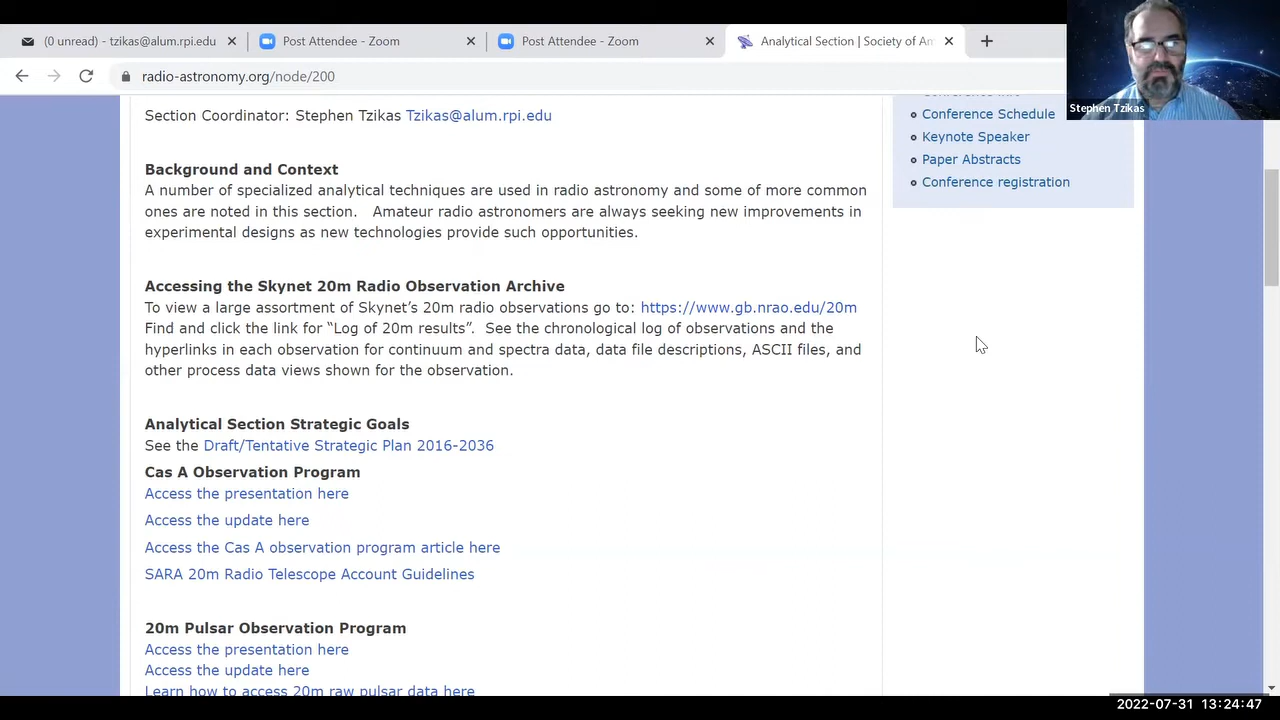 (0 unread) - tzikas@alum.rpi.edu
Post Attendee - Zoom
Post Attendee - Zoom
Analytical Section | Society of Am
radio-astronomy.org/node/200
Stephen Tzikas
Section Coordinator: Stephen Tzikas Tzikas@alum.rpi.edu
Background and Context
A number of specialized analytical techniques are used in radio astronomy and some of more common
ones are noted in this section. Amateur radio astronomers are always seeking new improvements in
experimental designs as new technologies provide such opportunities.
Accessing the Skynet 20m Radio Observation Archive
To view a large assortment of Skynet's 20m radio observations go to: https://www.gb.nrao.edu/20m
Find and click the link for “Log of 20m results”. See the chronological log of observations and the
hyperlinks in each observation for continuum and spectra data, data file descriptions, ASCII files, and
other process data views shown for the observation.
Analytical Section Strategic Goals
See the Draft/Tentative Strategic Plan 2016-2036
Cas A Observation Program
Access the presentation here
Access the update here
Access the Cas A observation program article here
SARA 20m Radio Telescope Account Guidelines
20m Pulsar Observation Program
Access the presentation here
Access the update here
Learn how to access 20m raw pulsar data here
Conference Schedule
Keynote Speaker
Paper Abstracts
Conference registration
2022-07-31 13:24:47